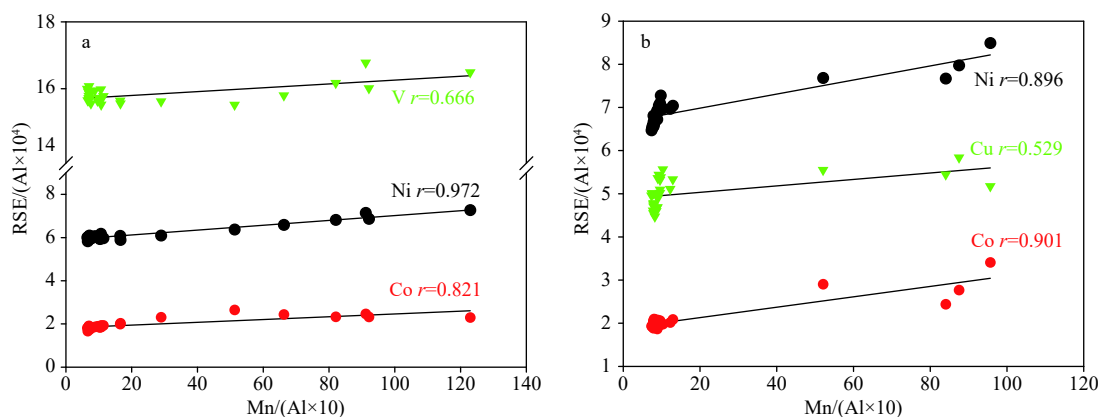 a
18
16
14
8
6
4
2
0
RSE/(Al×10⁴)
V r=0.666
Ni r=0.972
Co r=0.821
0 20 40 60 80 100 120 140
Mn/(Al×10)
b
9
8
7
6
5
4
3
2
1
RSE/(Al×10⁴)
Ni r=0.896
Cu r=0.529
Co r=0.901
0 20 40 60 80 100 120
Mn/(Al×10)